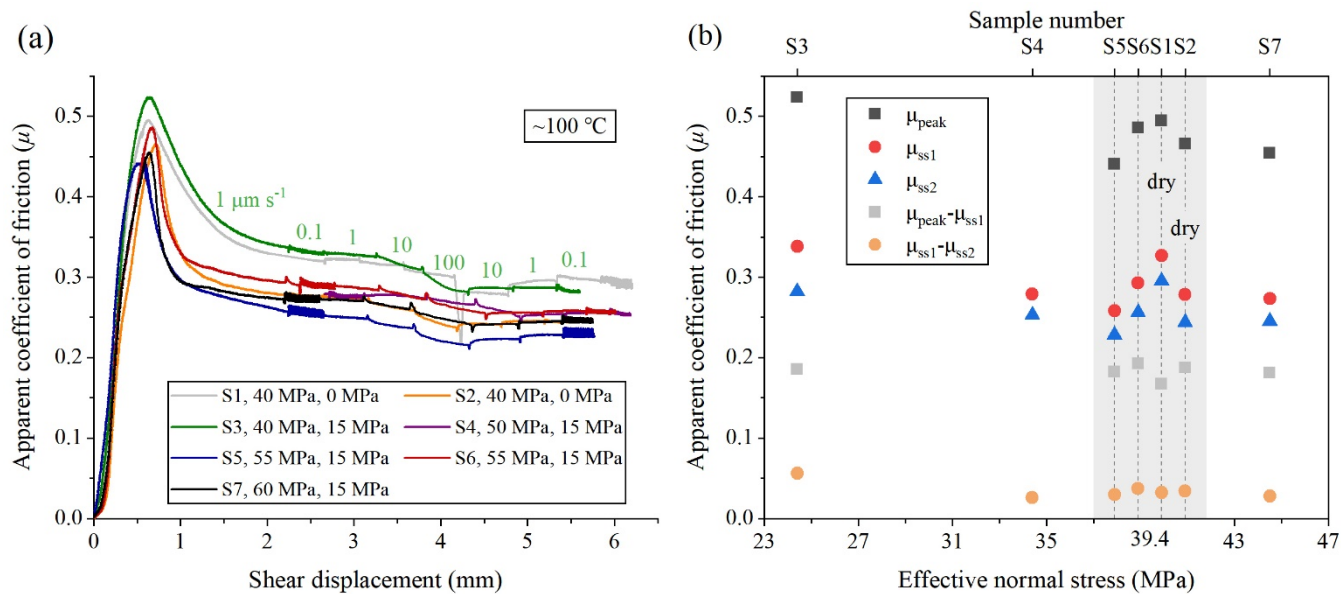 (a)
Apparent coefficient of friction (μ)
0.5
0.4
0.3
0.2
0.1
0.0
~100 °C
1 μm s⁻¹
0.1
1
10
100
10
1
0.1
S1, 40 MPa, 0 MPa
S2, 40 MPa, 0 MPa
S3, 40 MPa, 15 MPa
S4, 50 MPa, 15 MPa
S5, 55 MPa, 15 MPa
S6, 55 MPa, 15 MPa
S7, 60 MPa, 15 MPa
0 1 2 3 4 5 6
Shear displacement (mm)
(b)
Sample number
S3 S4 S5 S6 S1 S2 S7
Apparent coefficient of friction (μ)
0.5
0.4
0.3
0.2
0.1
0.0
μpeak
μss1
μss2
μpeak-μss1
μss1-μss2
dry
dry
23 27 31 35 39.4 43 47
Effective normal stress (MPa)